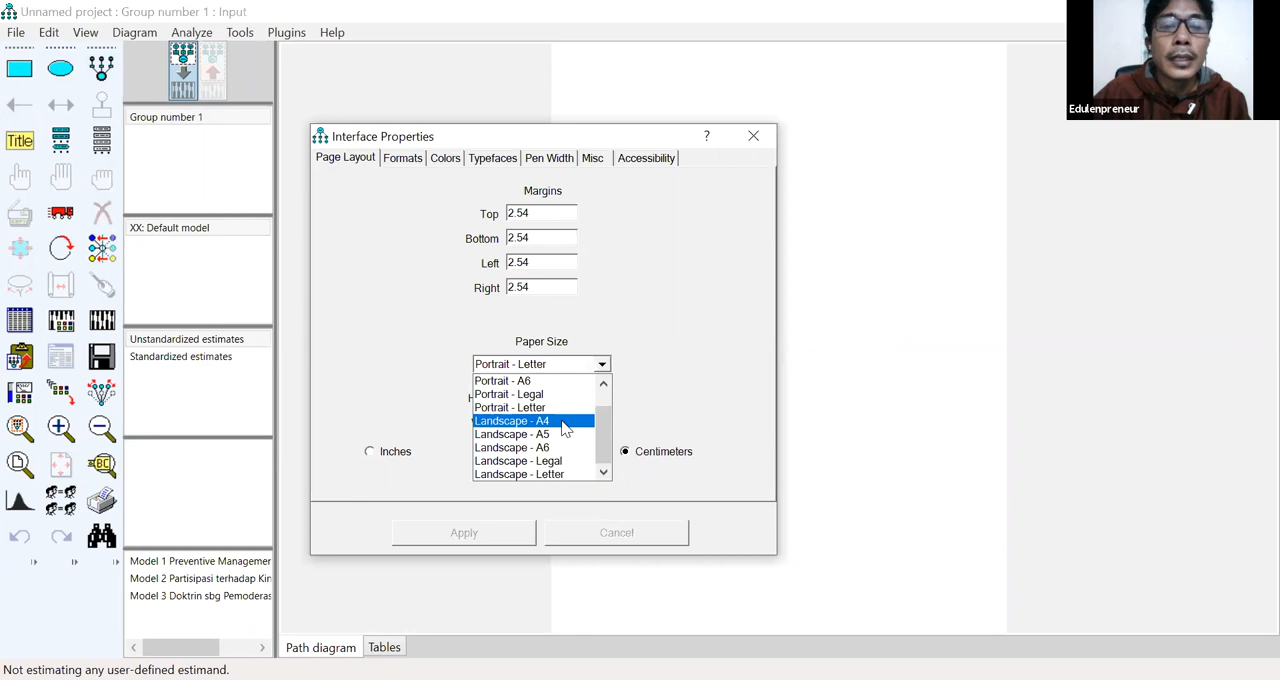 Unnamed project : Group number 1 : Input
File Edit View Diagram Analyze Tools Plugins Help
Edulenpreneur
Title
Group number 1
XX: Default model
Unstandardized estimates
Standardized estimates
Model 1 Preventive Managemer
Model 2 Partisipasi terhadap Kin
Model 3 Doktrin sbg Pemoderas
Interface Properties
?
Page Layout Formats Colors Typefaces Pen Width Misc Accessibility
Margins
Top 2.54
Bottom 2.54
Left 2.54
Right 2.54
Paper Size
Portrait - Letter
Portrait - A6
Portrait - Legal
Portrait - Letter
Landscape - A4
Landscape - A5
Landscape - A6
Landscape - Legal
Landscape - Letter
Inches Centimeters
Apply Cancel
BC
Path diagram Tables
Not estimating any user-defined estimand.